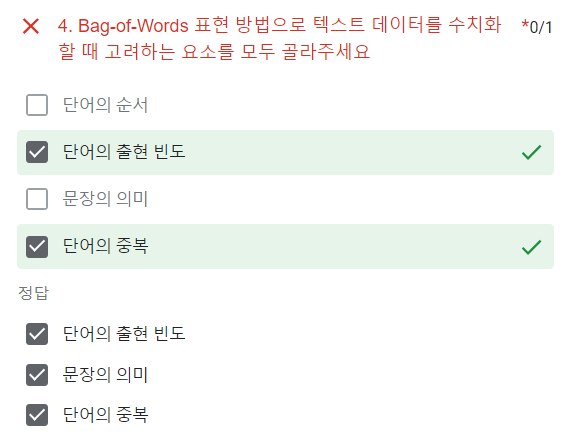 4. Bag-of-Words 표현 방법으로 텍스트 데이터를 수치화 *0/1
할 때 고려하는 요소를 모두 골라주세요
단어의 순서
단어의 출현 빈도
문장의 의미
단어의 중복
정답
단어의 출현 빈도
문장의 의미
단어의 중복